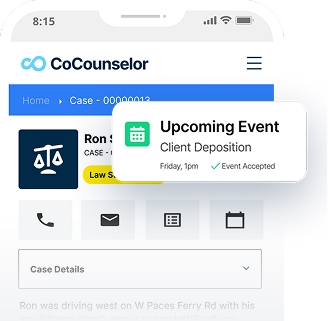 8:15
CoCounselor
Home › Case - 00000013
Upcoming Event
Client Deposition
Friday, 1pm ✓ Event Accepted
Ron
CASE -
Law
Case Details
Ron was driving west on W Paces Ferry Rd with his